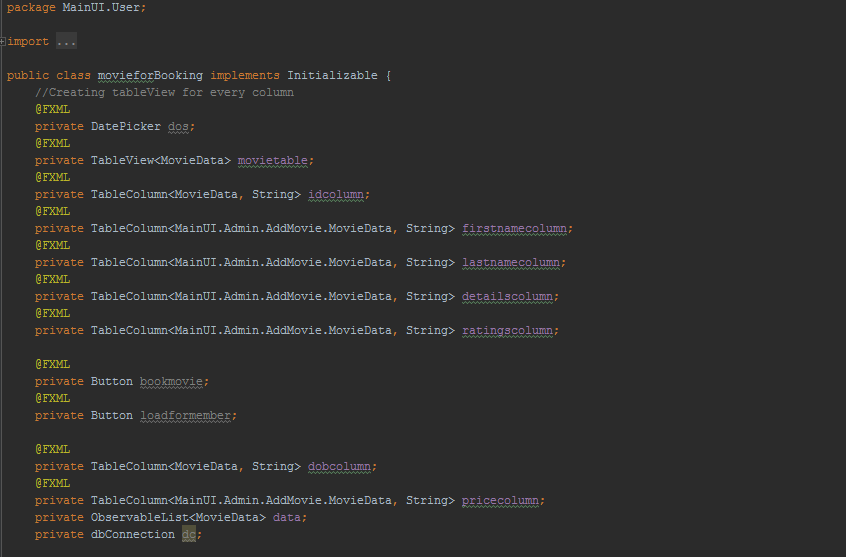 package MainUI.User;
import ...
public class movieforBooking implements Initializable {
//Creating tableView for every column
@FXML
private DatePicker dos;
@FXML
private TableView<MovieData> movietable;
@FXML
private TableColumn<MovieData, String> idcolumn;
@FXML
private TableColumn<MainUI.Admin.AddMovie.MovieData, String> firstnamecolumn;
@FXML
private TableColumn<MainUI.Admin.AddMovie.MovieData, String> lastnamecolumn;
@FXML
private TableColumn<MainUI.Admin.AddMovie.MovieData, String> detailscolumn;
@FXML
private TableColumn<MainUI.Admin.AddMovie.MovieData, String> ratingscolumn;
@FXML
private Button bookmovie;
@FXML
private Button loadformember;
@FXML
private TableColumn<MovieData, String> dobcolumn;
@FXML
private TableColumn<MainUI.Admin.AddMovie.MovieData, String> pricecolumn;
private ObservableList<MovieData> data;
private dbConnection dc;